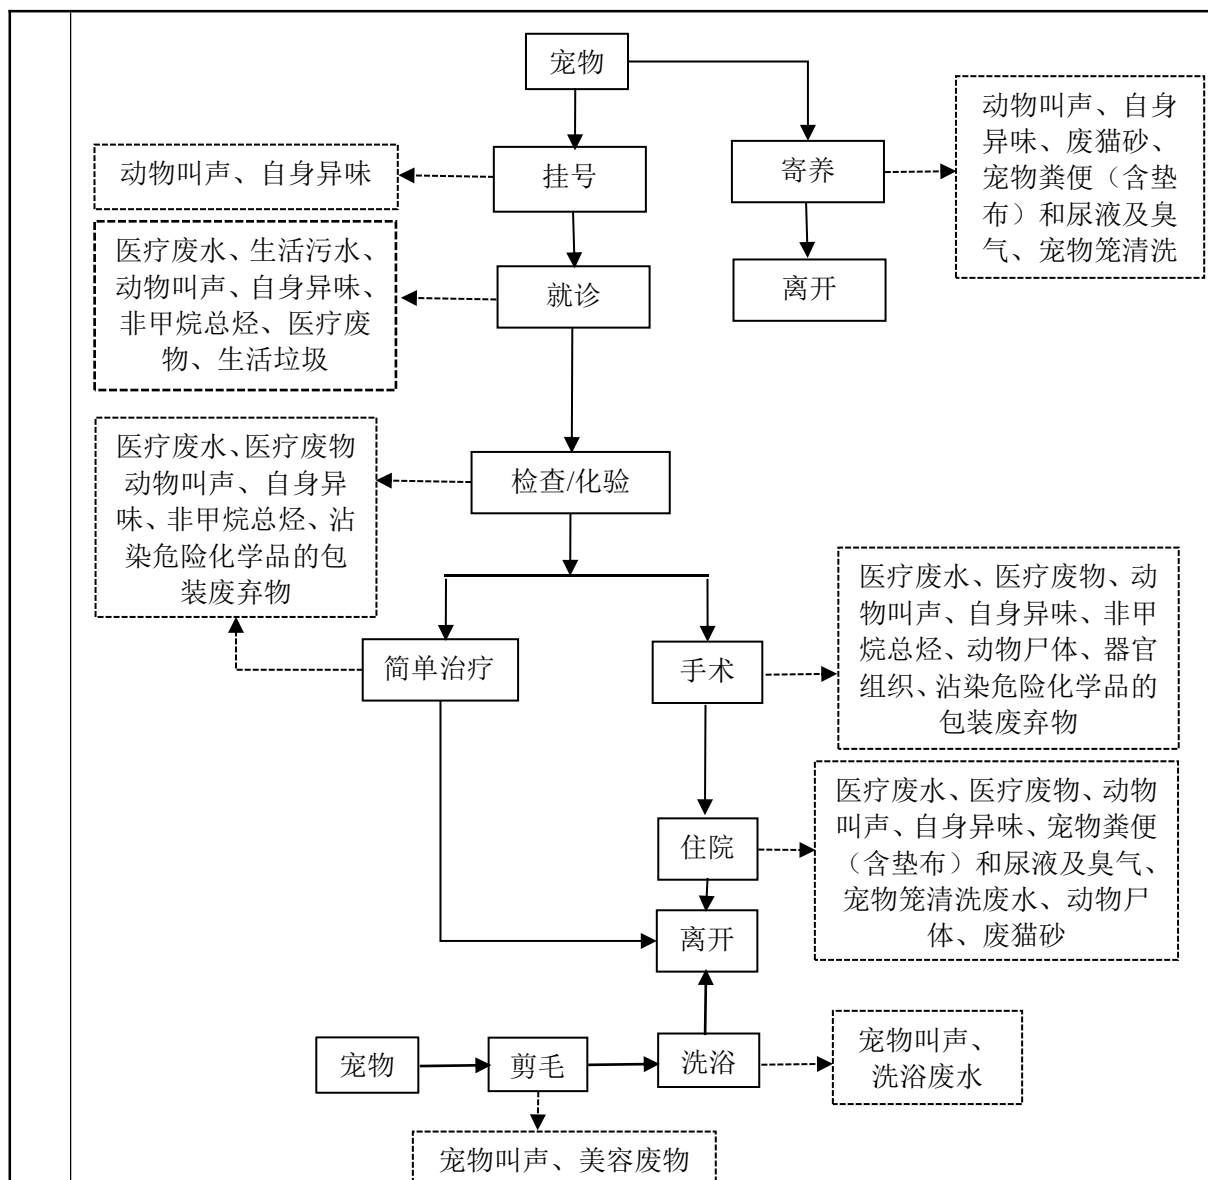 宠物
动物叫声、自身
异味、废猫砂、
宠物粪便（含垫
布）和尿液及臭
气、宠物笼清洗
动物叫声、自身异味
挂号
寄养
医疗废水、生活污水、
动物叫声、自身异味、
非甲烷总烃、医疗废
物、生活垃圾
就诊
离开
医疗废水、医疗废物
动物叫声、自身异
味、非甲烷总烃、沾
染危险化学品的包
装废弃物
检查/化验
简单治疗
手术
医疗废水、医疗废物、动
物叫声、自身异味、非甲
烷总烃、动物尸体、器官
组织、沾染危险化学品的
包装废弃物
住院
医疗废水、医疗废物、动物
叫声、自身异味、宠物粪便
（含垫布）和尿液及臭气、
宠物笼清洗废水、动物尸
体、废猫砂
离开
宠物
剪毛
洗浴
宠物叫声、
洗浴废水
宠物叫声、美容废物